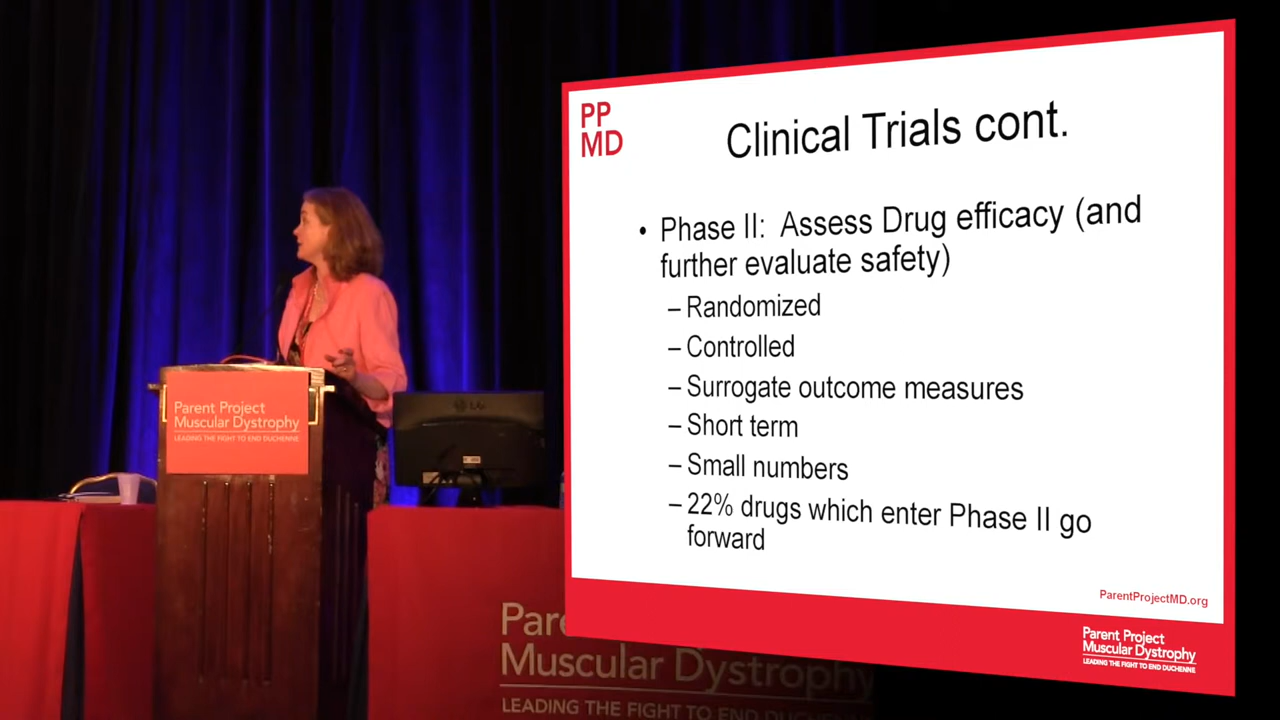 PP
MD
Clinical Trials cont.
• Phase II: Assess Drug efficacy (and
further evaluate safety)
– Randomized
– Controlled
– Surrogate outcome measures
– Short term
– Small numbers
– 22% drugs which enter Phase II go
forward
ParentProjectMD.org
Parent Project
Muscular Dystrophy
LEADING THE FIGHT TO END DUCHENNE
Parent Project
Muscular Dystrophy
LEADING THE FIGHT TO END DUCHENNE
LG
Pare
Muscular Dystrophy
LEADING THE FIGHT TO END DUCHENNE